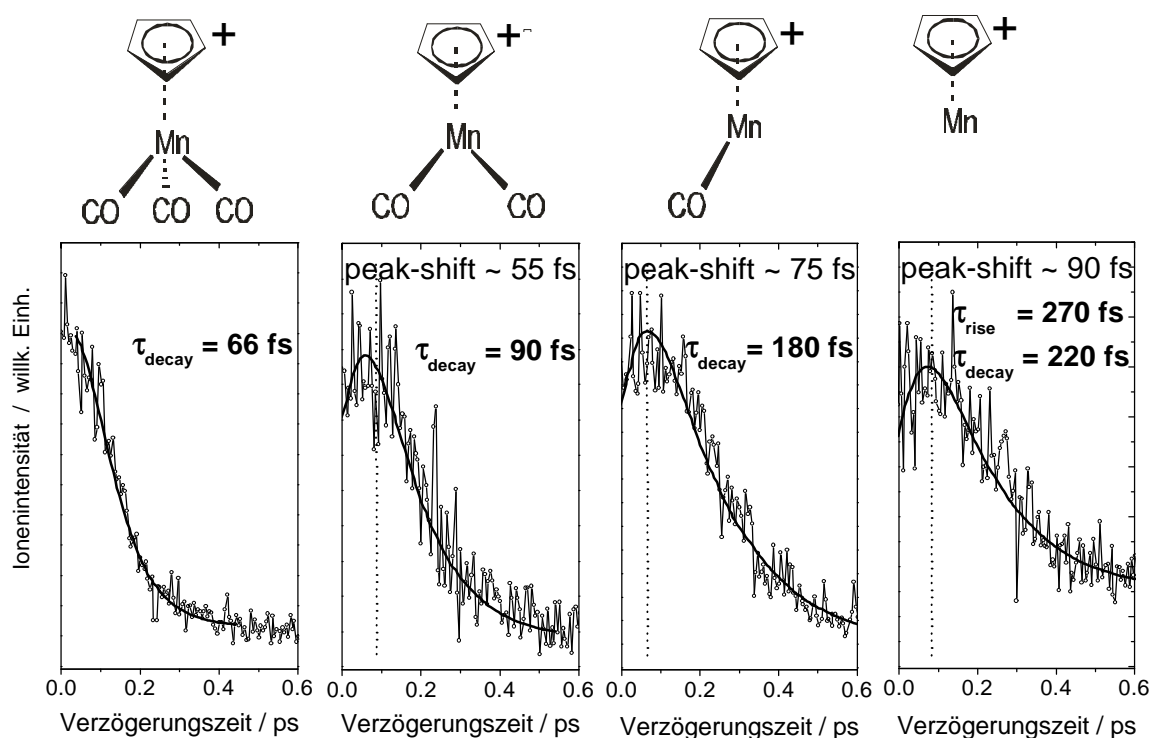 +
Mn
CO CO CO
+
Mn
CO CO
+
Mn
CO
+
Mn
Ionenintensität / willk. Einh.
τdecay = 66 fs
0.0 0.2 0.4 0.6
Verzögerungszeit / ps
peak-shift ~ 55 fs
τdecay = 90 fs
0.0 0.2 0.4 0.6
Verzögerungszeit / ps
peak-shift ~ 75 fs
τdecay = 180 fs
0.0 0.2 0.4 0.6
Verzögerungszeit / ps
peak-shift ~ 90 fs
τrise = 270 fs
τdecay = 220 fs
0.0 0.2 0.4 0.6
Verzögerungszeit / ps